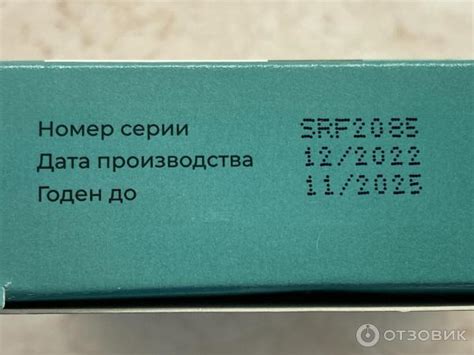 Номер серии SRF2085
Дата производства 12/2022
Годен до 11/2025
ОТЗОВИК